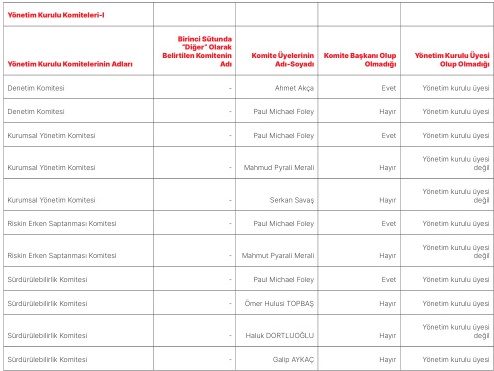 Yönetim Kurulu Komiteleri-I
Yönetim Kurulu Komitelerinin Adları | Birinci Sütunda "Diğer" Olarak Belirtilen Komitenin Adı | Komite Üyelerinin Adı-Soyadı | Komite Başkanı Olup Olmadığı | Yönetim Kurulu Üyesi Olup Olmadığı
Denetim Komitesi | - | Ahmet Akça | Evet | Yönetim kurulu üyesi
Denetim Komitesi | - | Paul Michael Foley | Hayır | Yönetim kurulu üyesi
Kurumsal Yönetim Komitesi | - | Paul Michael Foley | Evet | Yönetim kurulu üyesi
Kurumsal Yönetim Komitesi | - | Mahmud Pyrali Merali | Hayır | Yönetim kurulu üyesi değil
Kurumsal Yönetim Komitesi | - | Serkan Savaş | Hayır | Yönetim kurulu üyesi değil
Riskin Erken Saptanması Komitesi | - | Paul Michael Foley | Evet | Yönetim kurulu üyesi
Riskin Erken Saptanması Komitesi | - | Mahmut Pyarali Merali | Hayır | Yönetim kurulu üyesi değil
Sürdürülebilirlik Komitesi | - | Paul Michael Foley | Evet | Yönetim kurulu üyesi
Sürdürülebilirlik Komitesi | - | Ömer Hulusi TOPBAŞ | Hayır | Yönetim kurulu üyesi
Sürdürülebilirlik Komitesi | - | Haluk DORTLUOĞLU | Hayır | Yönetim kurulu üyesi değil
Sürdürülebilirlik Komitesi | - | Galip AYKAÇ | Hayır | Yönetim kurulu üyesi